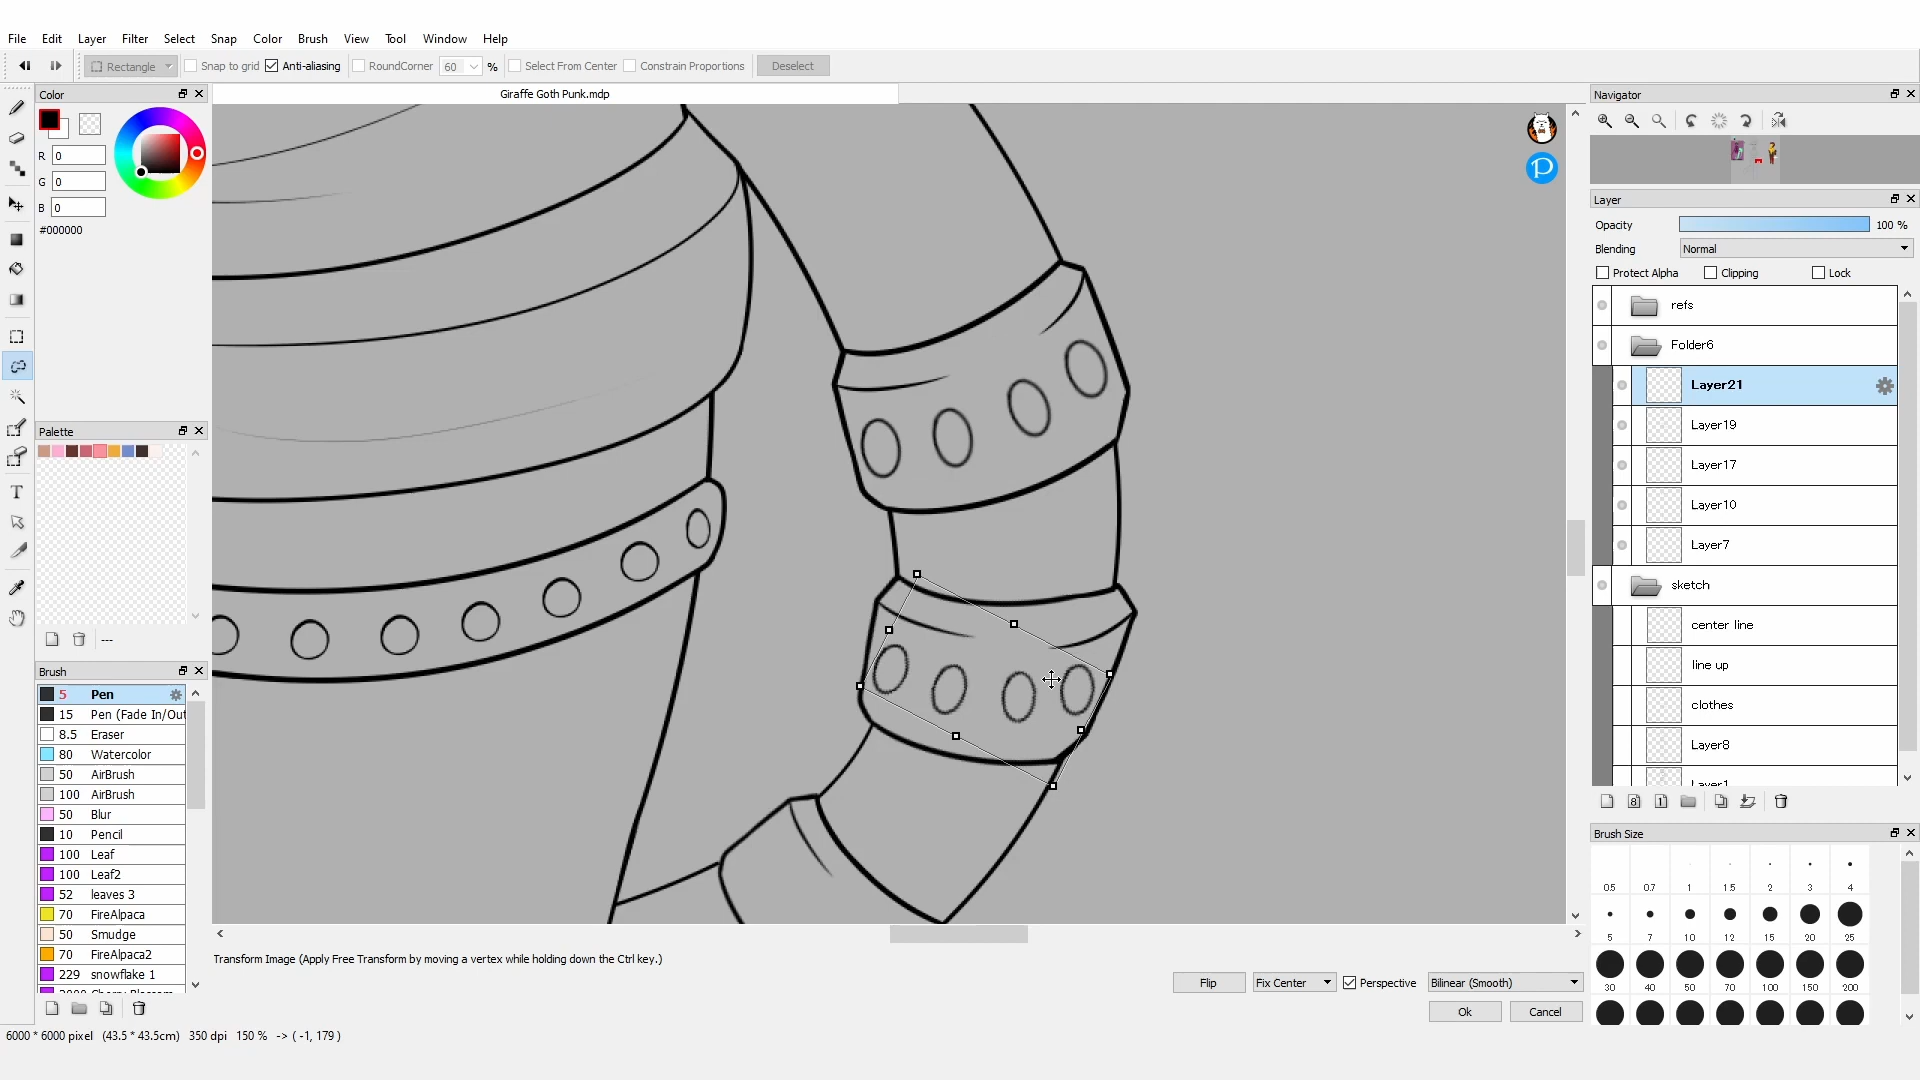 File Edit Layer Filter Select Snap Color Brush View Tool Window Help
Rectangle Snap to grid Anti-aliasing RoundCorner 60 % Select From Center Constrain Proportions Deselect
Color
R 0
G 0
B 0
#000000
Palette
---
Brush
5 Pen
15 Pen (Fade In/Out
8.5 Eraser
80 Watercolor
50 AirBrush
100 AirBrush
50 Blur
10 Pencil
100 Leaf
100 Leaf2
52 leaves 3
70 FireAlpaca
50 Smudge
70 FireAlpaca2
229 snowflake 1
Giraffe Goth Punk.mdp
P
Transform Image (Apply Free Transform by moving a vertex while holding down the Ctrl key.)
Flip Fix Center Perspective Bilinear (Smooth)
Ok Cancel
6000 * 6000 pixel (43.5 * 43.5cm) 350 dpi 150 % -> ( -1, 179 )
Navigator
Layer
Opacity 100 %
Blending Normal
Protect Alpha Clipping Lock
refs
Folder6
Layer21
Layer19
Layer17
Layer10
Layer7
sketch
center line
line up
clothes
Layer8
Layer1
Brush Size
0.5 0.7 1 1.5 2 3 4
5 7 10 12 15 20 25
30 40 50 70 100 150 200